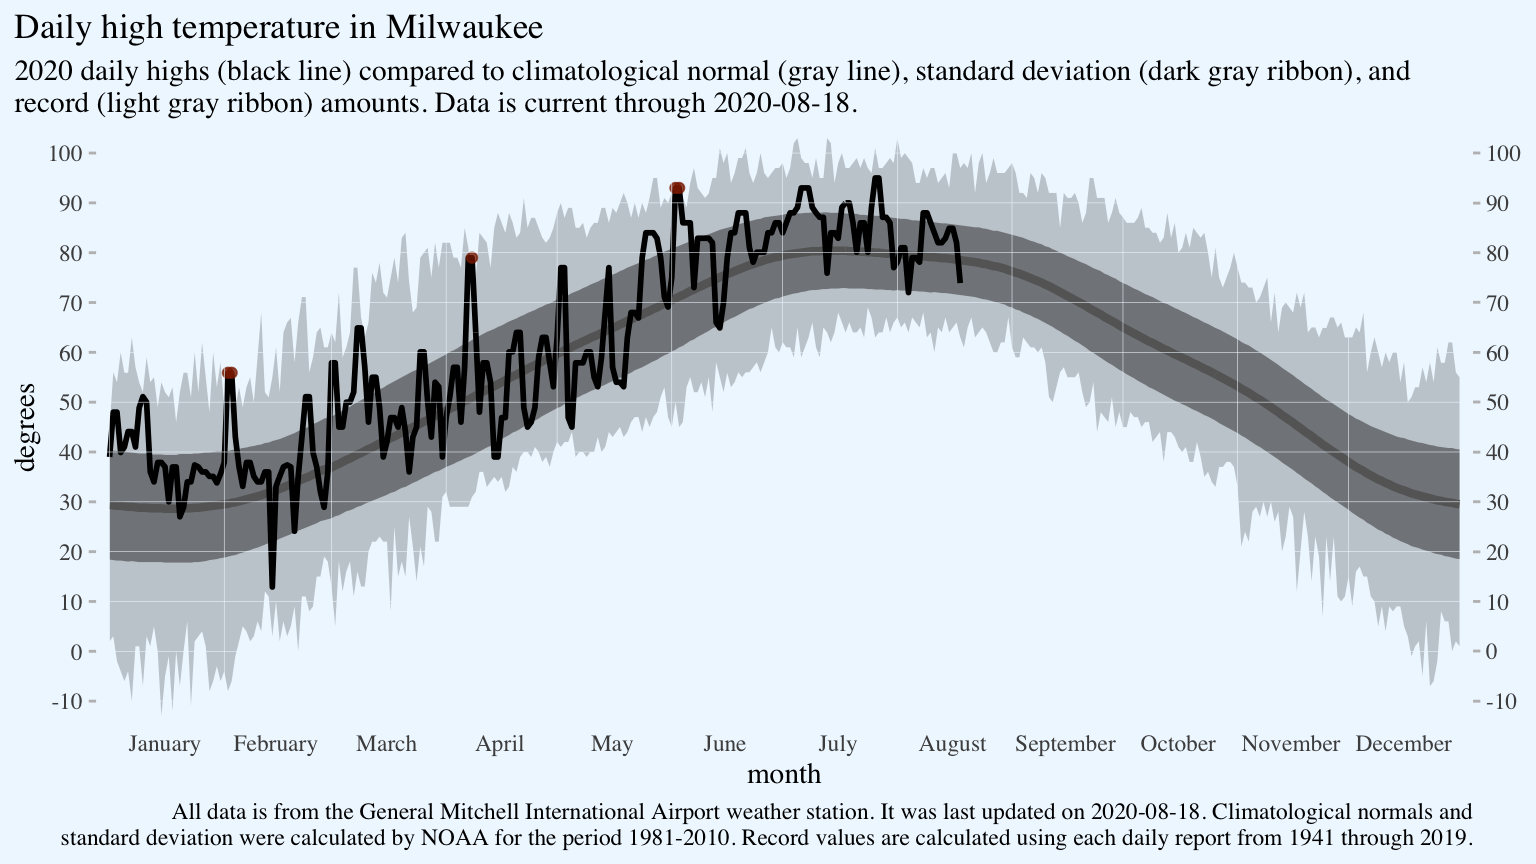 Daily high temperature in Milwaukee
2020 daily highs (black line) compared to climatological normal (gray line), standard deviation (dark gray ribbon), and
record (light gray ribbon) amounts. Data is current through 2020-08-18.
100 100
90 90
80 80
70 70
60 60
50 50
40 40
30 30
20 20
10 10
0 0
-10 -10
degrees
January February March April May June July August September October November December
month
All data is from the General Mitchell International Airport weather station. It was last updated on 2020-08-18. Climatological normals and
standard deviation were calculated by NOAA for the period 1981-2010. Record values are calculated using each daily report from 1941 through 2019.